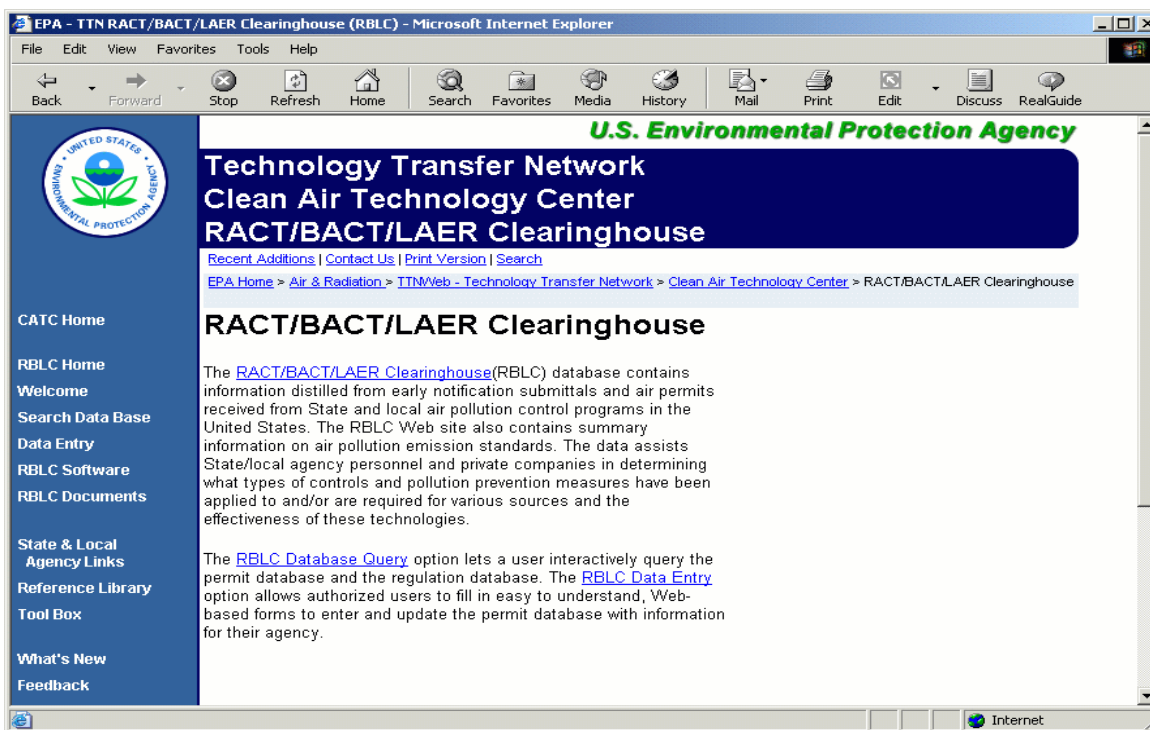 EPA - TTN RACT/BACT/LAER Clearinghouse (RBLC) - Microsoft Internet Explorer
File Edit View Favorites Tools Help
Back Forward Stop Refresh Home Search Favorites Media History Mail Print Edit Discuss RealGuide
UNITED STATES ENVIRONMENTAL PROTECTION AGENCY
U.S. Environmental Protection Agency
Technology Transfer Network
Clean Air Technology Center
RACT/BACT/LAER Clearinghouse
Recent Additions | Contact Us | Print Version | Search
EPA Home > Air & Radiation > TTNWeb - Technology Transfer Network > Clean Air Technology Center > RACT/BACT/LAER Clearinghouse
CATC Home
RBLC Home
Welcome
Search Data Base
Data Entry
RBLC Software
RBLC Documents
State & Local
Agency Links
Reference Library
Tool Box
What's New
Feedback
RACT/BACT/LAER Clearinghouse
The RACT/BACT/LAER Clearinghouse(RBLC) database contains
information distilled from early notification submittals and air permits
received from State and local air pollution control programs in the
United States. The RBLC Web site also contains summary
information on air pollution emission standards. The data assists
State/local agency personnel and private companies in determining
what types of controls and pollution prevention measures have been
applied to and/or are required for various sources and the
effectiveness of these technologies.
The RBLC Database Query option lets a user interactively query the
permit database and the regulation database. The RBLC Data Entry
option allows authorized users to fill in easy to understand, Web-
based forms to enter and update the permit database with information
for their agency.
Internet